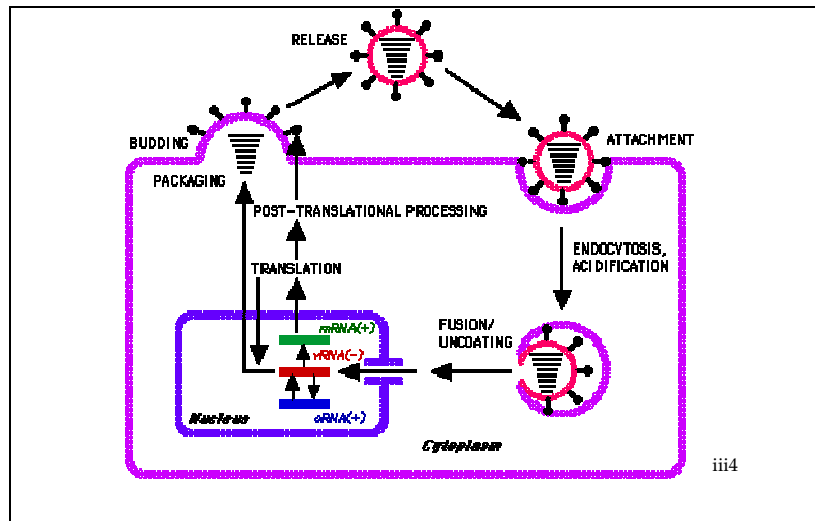 RELEASE
BUDDING
ATTACHMENT
PACKAGING
POST-TRANSLATIONAL PROCESSING
ENDOCYTOSIS,
ACIDIFICATION
TRANSLATION
FUSION/
UNCOATING
mRNA(+)
vRNA(-)
cRNA(+)
Nucleus
Cytoplasm
iii4